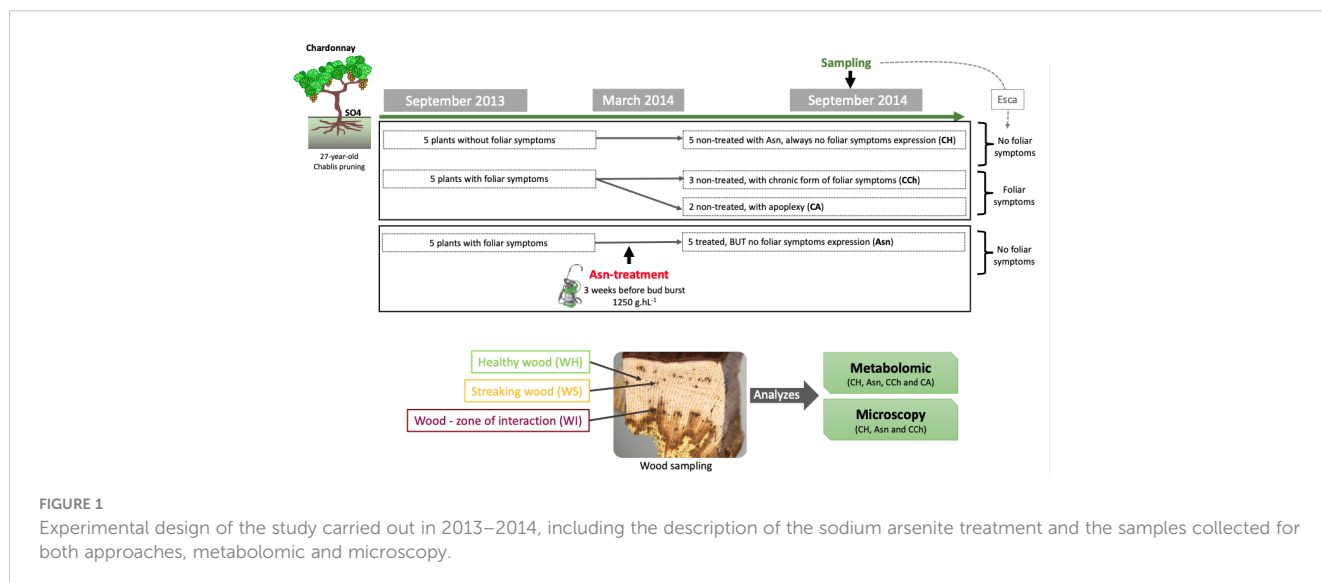 Chardonnay
SO4
27-year-old
Chablis pruning
Sampling
September 2013
March 2014
September 2014
Esca
5 plants without foliar symptoms
5 non-treated with Asn, always no foliar symptoms expression (CH)
No foliar
symptoms
5 plants with foliar symptoms
3 non-treated, with chronic form of foliar symptoms (CCh)
2 non-treated, with apoplexy (CA)
Foliar
symptoms
5 plants with foliar symptoms
5 treated, BUT no foliar symptoms expression (Asn)
No foliar
symptoms
Asn-treatment
3 weeks before bud burst
1250 g.hL⁻¹
Healthy wood (WH)
Streaking wood (WS)
Wood - zone of interaction (WI)
Wood sampling
Analyzes
Metabolomic
(CH, Asn, CCh and CA)
Microscopy
(CH, Asn and CCh)
FIGURE 1
Experimental design of the study carried out in 2013–2014, including the description of the sodium arsenite treatment and the samples collected for
both approaches, metabolomic and microscopy.